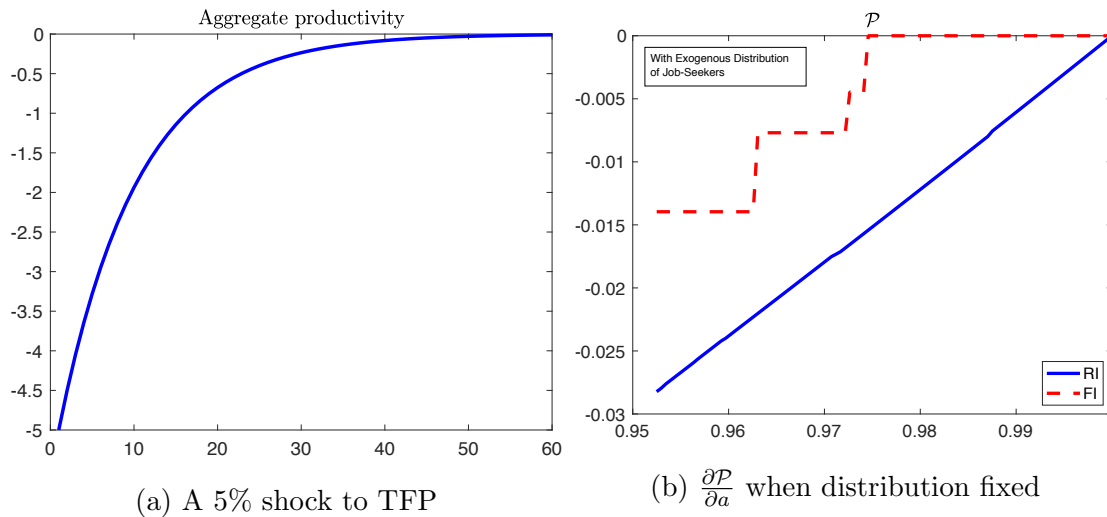 Aggregate productivity
0
-0.5
-1
-1.5
-2
-2.5
-3
-3.5
-4
-4.5
-5
0 10 20 30 40 50 60
(a) A 5% shock to TFP
𝒫
With Exogenous Distribution
of Job-Seekers
0
-0.005
-0.01
-0.015
-0.02
-0.025
-0.03
RI
FI
0.95 0.96 0.97 0.98 0.99
(b) ∂𝒫/∂a when distribution fixed